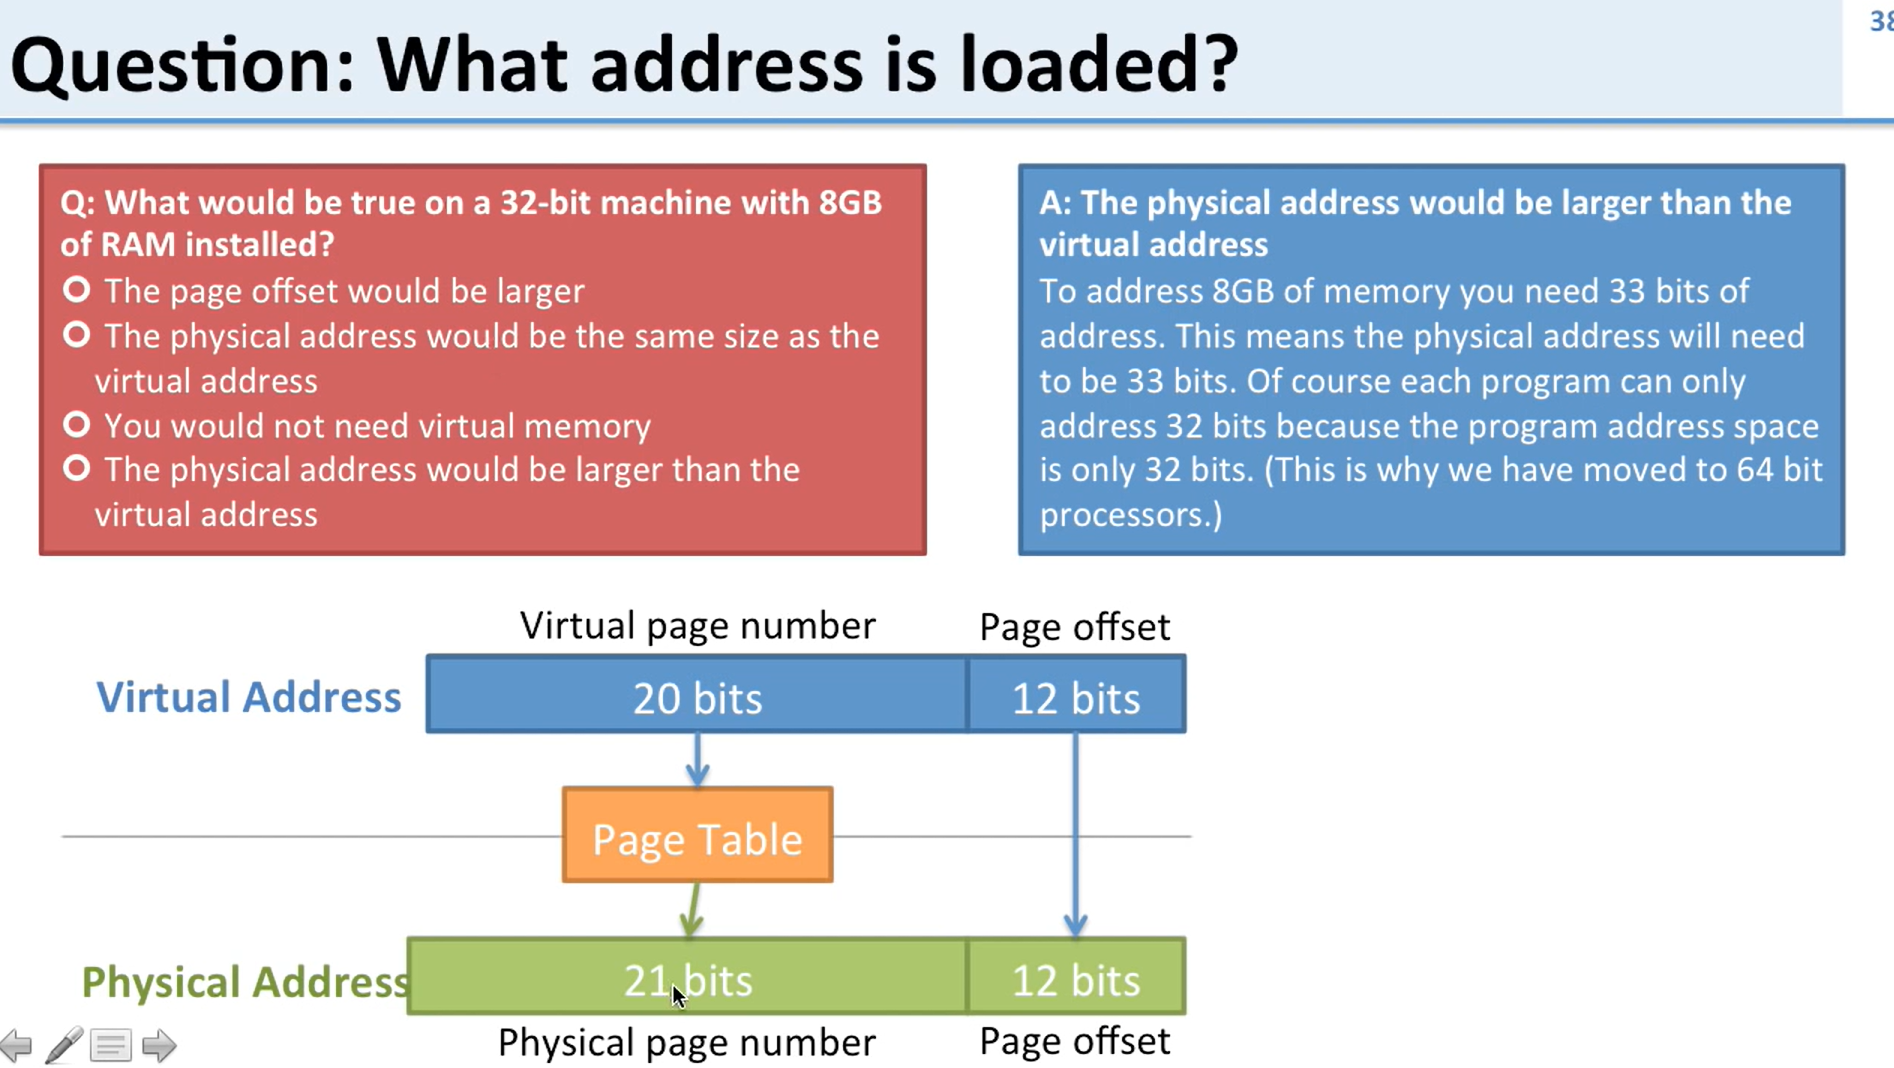 Question: What address is loaded?
38
Q: What would be true on a 32-bit machine with 8GB
of RAM installed?
The page offset would be larger
The physical address would be the same size as the
virtual address
You would not need virtual memory
The physical address would be larger than the
virtual address
A: The physical address would be larger than the
virtual address
To address 8GB of memory you need 33 bits of
address. This means the physical address will need
to be 33 bits. Of course each program can only
address 32 bits because the program address space
is only 32 bits. (This is why we have moved to 64 bit
processors.)
Virtual page number
Page offset
Virtual Address
20 bits
12 bits
Page Table
Physical Address
21 bits
12 bits
Physical page number
Page offset